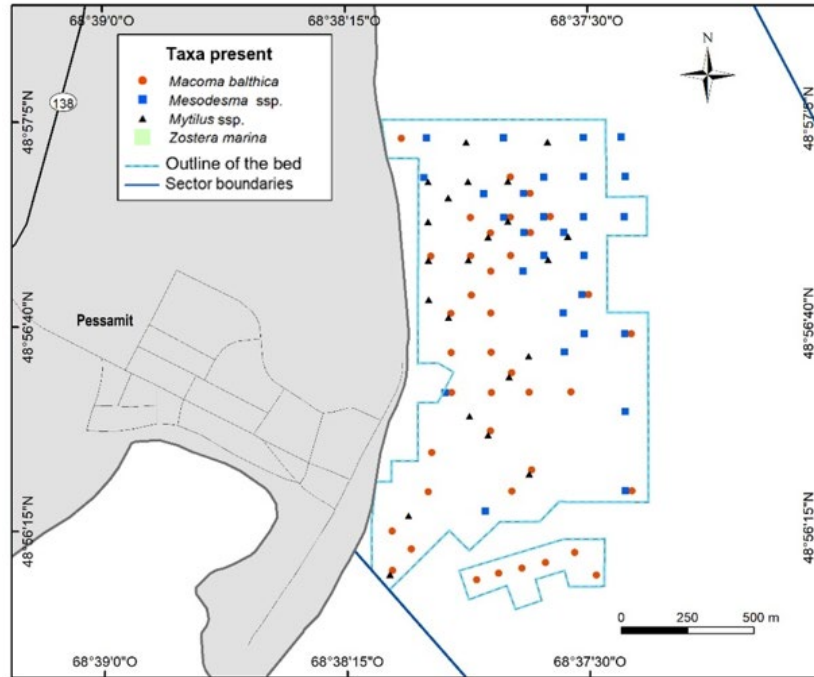 68°39'0"O 68°38'15"O 68°37'30"O
Taxa present
Macoma balthica
Mesodesma ssp.
Mytilus ssp.
Zostera marina
Outline of the bed
Sector boundaries
138
48°57'5"N 48°57'5"N
Pessamit
48°56'40"N 48°56'40"N
48°56'15"N 48°56'15"N
0 250 500 m
68°39'0"O 68°38'15"O 68°37'30"O